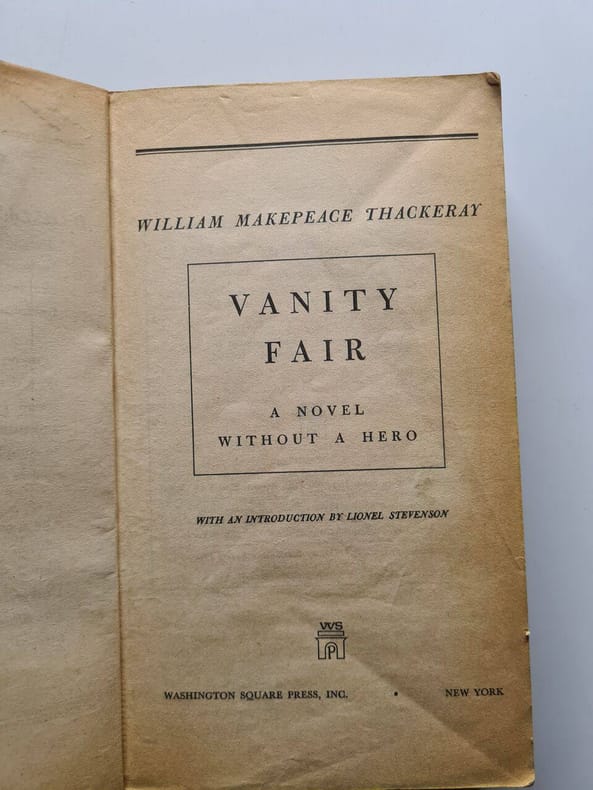 WILLIAM MAKEPEACE THACKERAY
VANITY
FAIR
A NOVEL
WITHOUT A HERO
WITH AN INTRODUCTION BY LIONEL STEVENSON
WS
P
WASHINGTON SQUARE PRESS, INC. • NEW YORK